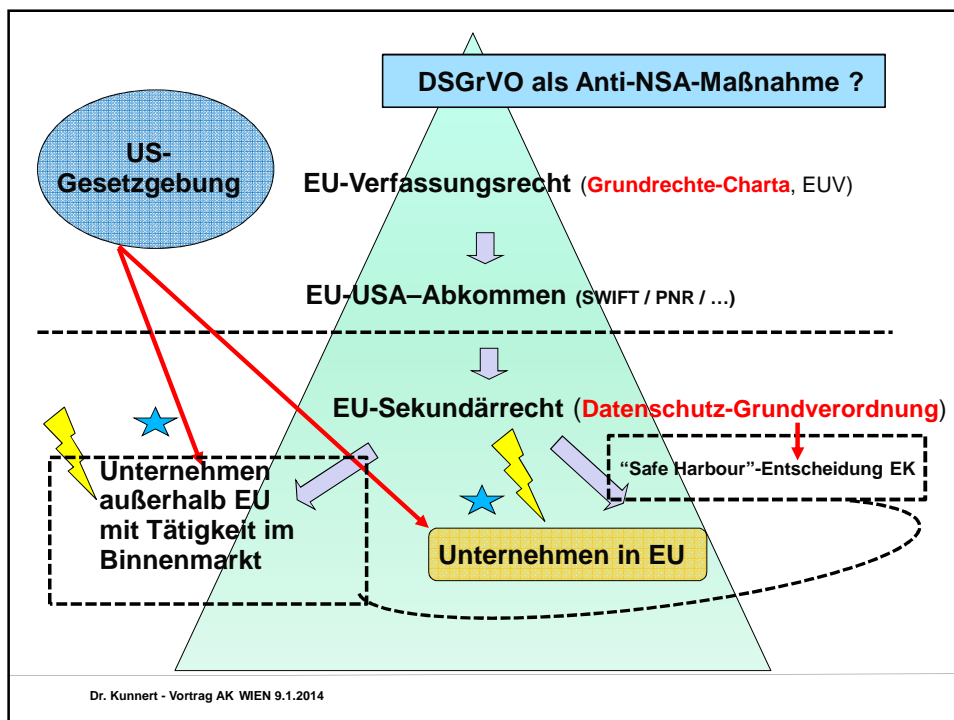 DSGrVO als Anti-NSA-Maßnahme ?
US-
Gesetzgebung
EU-Verfassungsrecht (Grundrechte-Charta, EUV)
EU-USA–Abkommen (SWIFT / PNR / …)
EU-Sekundärrecht (Datenschutz-Grundverordnung)
“Safe Harbour”-Entscheidung EK
Unternehmen
außerhalb EU
mit Tätigkeit im
Binnenmarkt
Unternehmen in EU
Dr. Kunnert - Vortrag AK WIEN 9.1.2014